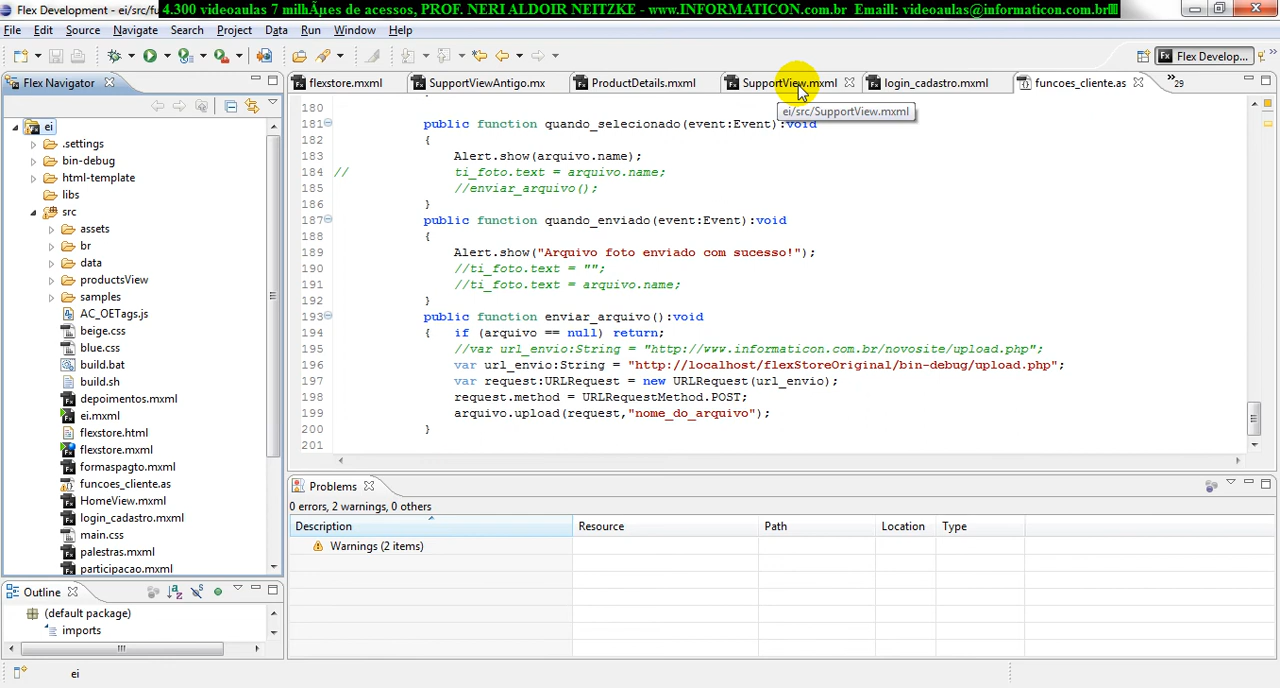 Flex Development - ei/src/fu
4.300 videoaulas 7 milhÃµes de acessos, PROF. NERI ALDOIR NEITZKE - www.INFORMATICON.com.br Emaill: videoaulas@informaticon.com.br
File Edit Source Navigate Search Project Data Run Window Help
Flex Develop...
Flex Navigator
flexstore.mxml
SupportViewAntigo.mx
ProductDetails.mxml
SupportView.mxml
login_cadastro.mxml
funcoes_cliente.as
»29
ei/src/SupportView.mxml
ei
.settings
bin-debug
html-template
libs
src
assets
br
data
productsView
samples
AC_OETags.js
beige.css
blue.css
build.bat
build.sh
depoimentos.mxml
ei.mxml
flexstore.html
flexstore.mxml
formaspagto.mxml
funcoes_cliente.as
HomeView.mxml
login_cadastro.mxml
main.css
palestras.mxml
participacao.mxml
180
181 public function quando_selecionado(event:Event):void
182 {
183 Alert.show(arquivo.name);
184 // ti_foto.text = arquivo.name;
185 //enviar_arquivo();
186 }
187 public function quando_enviado(event:Event):void
188 {
189 Alert.show("Arquivo foto enviado com sucesso!");
190 //ti_foto.text = "";
191 //ti_foto.text = arquivo.name;
192 }
193 public function enviar_arquivo():void
194 { if (arquivo == null) return;
195 //var url_envio:String = "http://www.informaticon.com.br/novosite/upload.php";
196 var url_envio:String = "http://localhost/flexStoreOriginal/bin-debug/upload.php";
197 var request:URLRequest = new URLRequest(url_envio);
198 request.method = URLRequestMethod.POST;
199 arquivo.upload(request,"nome_do_arquivo");
200 }
201
Problems
0 errors, 2 warnings, 0 others
Description Resource Path Location Type
Warnings (2 items)
Outline
(default package)
imports
ei